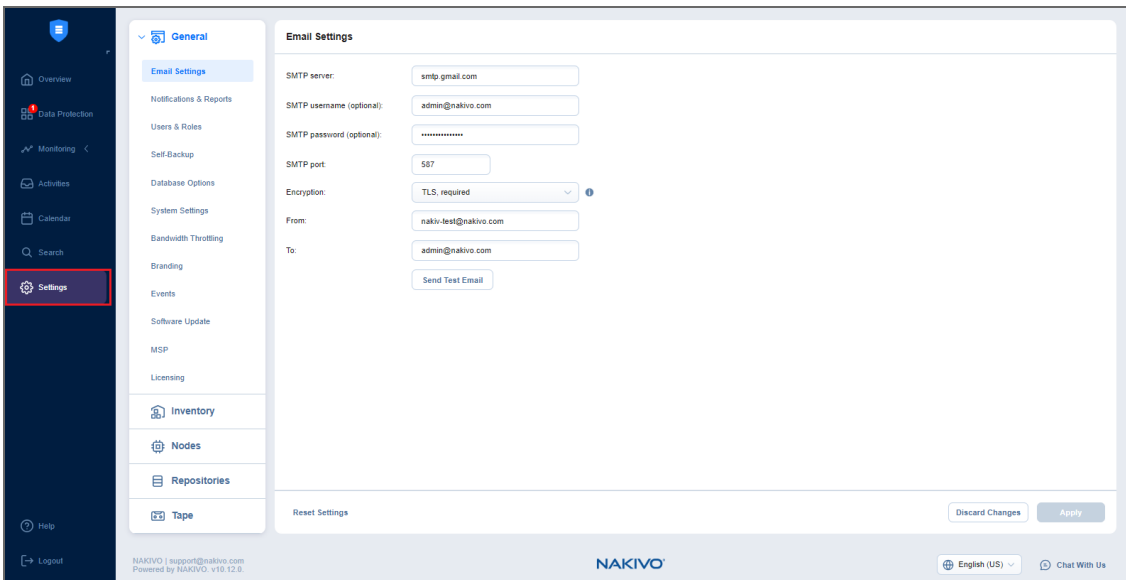 Overview
1
Data Protection
Monitoring
Activities
Calendar
Search
Settings
Help
Logout
General
Email Settings
Notifications & Reports
Users & Roles
Self-Backup
Database Options
System Settings
Bandwidth Throttling
Branding
Events
Software Update
MSP
Licensing
Inventory
Nodes
Repositories
Tape
Email Settings
SMTP server: smtp.gmail.com
SMTP username (optional): admin@nakivo.com
SMTP password (optional): •••••••••••••••
SMTP port: 587
Encryption: TLS, required
From: nakiv-test@nakivo.com
To: admin@nakivo.com
Send Test Email
Reset Settings
Discard Changes
Apply
NAKIVO | support@nakivo.com
Powered by NAKIVO. v10.12.0.
NAKIVO
English (US)
Chat With Us